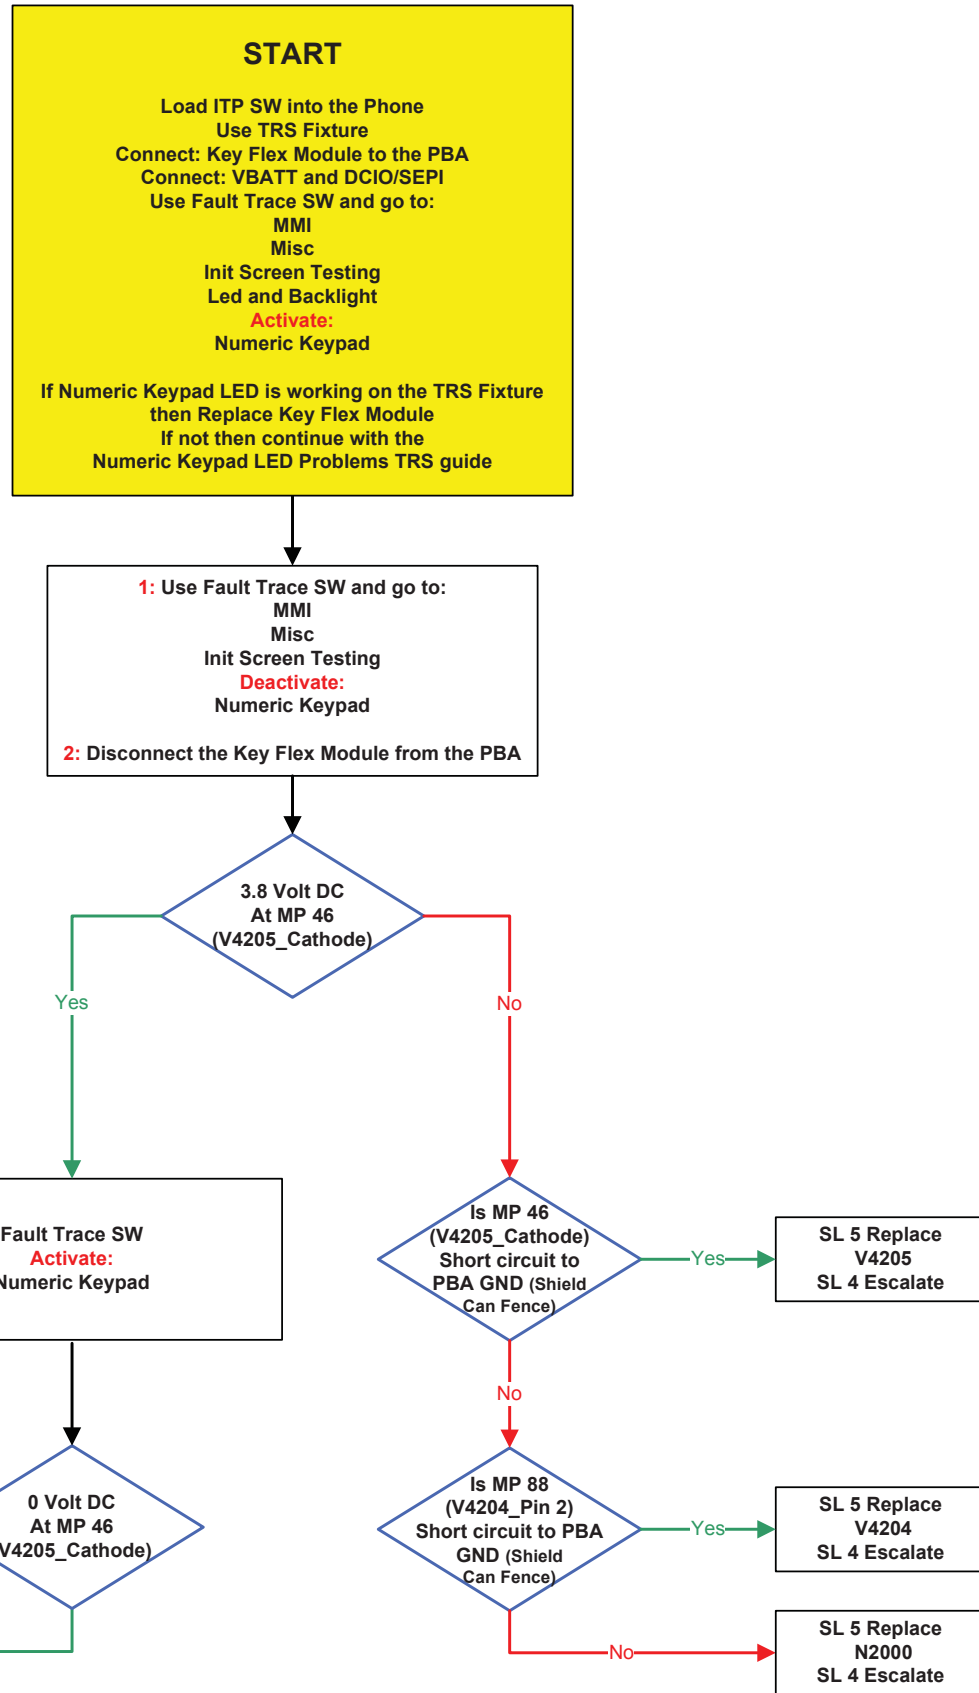 START
Load ITP SW into the Phone
Use TRS Fixture
Connect: Key Flex Module to the PBA
Connect: VBATT and DCIO/SEPI
Use Fault Trace SW and go to:
MMI
Misc
Init Screen Testing
Led and Backlight
Activate:
Numeric Keypad
If Numeric Keypad LED is working on the TRS Fixture
then Replace Key Flex Module
If not then continue with the
Numeric Keypad LED Problems TRS guide
1: Use Fault Trace SW and go to:
MMI
Misc
Init Screen Testing
Deactivate:
Numeric Keypad
2: Disconnect the Key Flex Module from the PBA
3.8 Volt DC
At MP 46
(V4205_Cathode)
Yes
No
Fault Trace SW
Activate:
Numeric Keypad
Is MP 46
(V4205_Cathode)
Short circuit to
PBA GND (Shield
Can Fence)
Yes
SL 5 Replace
V4205
SL 4 Escalate
No
0 Volt DC
At MP 46
V4205_Cathode)
Is MP 88
(V4204_Pin 2)
Short circuit to PBA
GND (Shield
Can Fence)
Yes
SL 5 Replace
V4204
SL 4 Escalate
No
SL 5 Replace
N2000
SL 4 Escalate